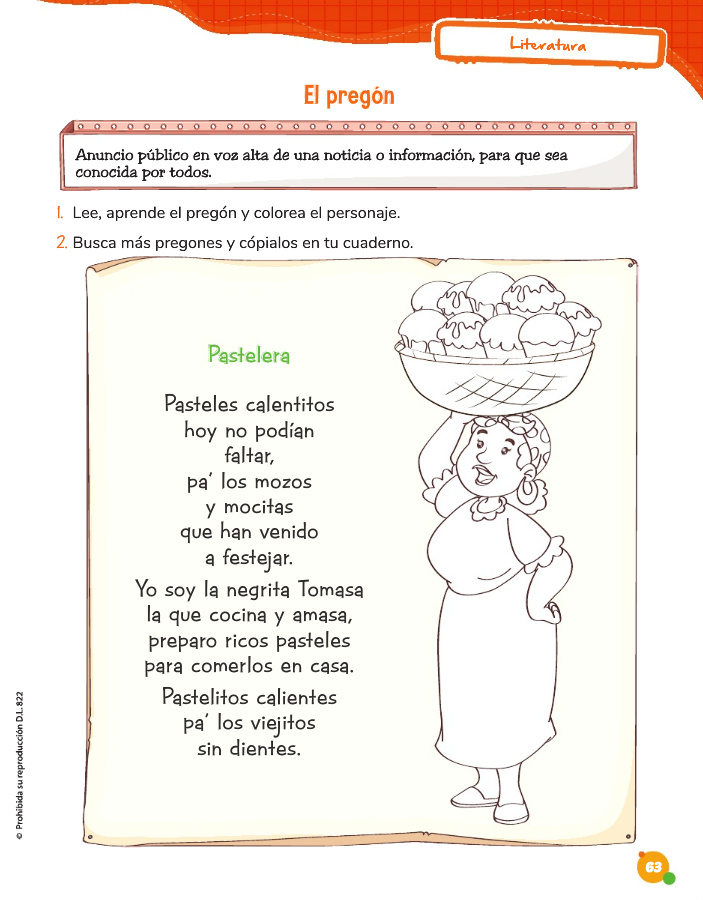 Literatura
El pregón
Anuncio público en voz alta de una noticia o información, para que sea
conocida por todos.
1. Lee, aprende el pregón y colorea el personaje.
2. Busca más pregones y cópialos en tu cuaderno.
Pastelera
Pasteles calentitos
hoy no podían
faltar,
pa' los mozos
y mocitas
que han venido
a festejar.
Yo soy la negrita Tomasa
la que cocina y amasa,
preparo ricos pasteles
para comerlos en casa.
Pastelitos calientes
pa' los viejitos
sin dientes.
© Prohibida su reproducción D.L. 822
63